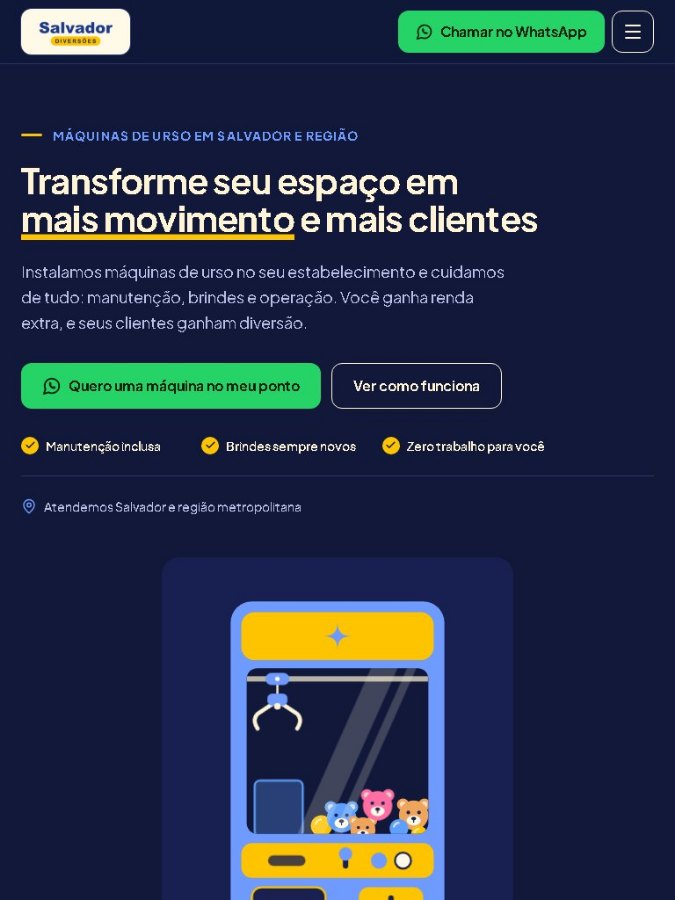 Salvador
DIVERSÕES
Chamar no WhatsApp
MÁQUINAS DE URSO EM SALVADOR E REGIÃO
Transforme seu espaço em
mais movimento e mais clientes
Instalamos máquinas de urso no seu estabelecimento e cuidamos
de tudo: manutenção, brindes e operação. Você ganha renda
extra, e seus clientes ganham diversão.
Quero uma máquina no meu ponto
Ver como funciona
Manutenção inclusa
Brindes sempre novos
Zero trabalho para você
Atendemos Salvador e região metropolitana